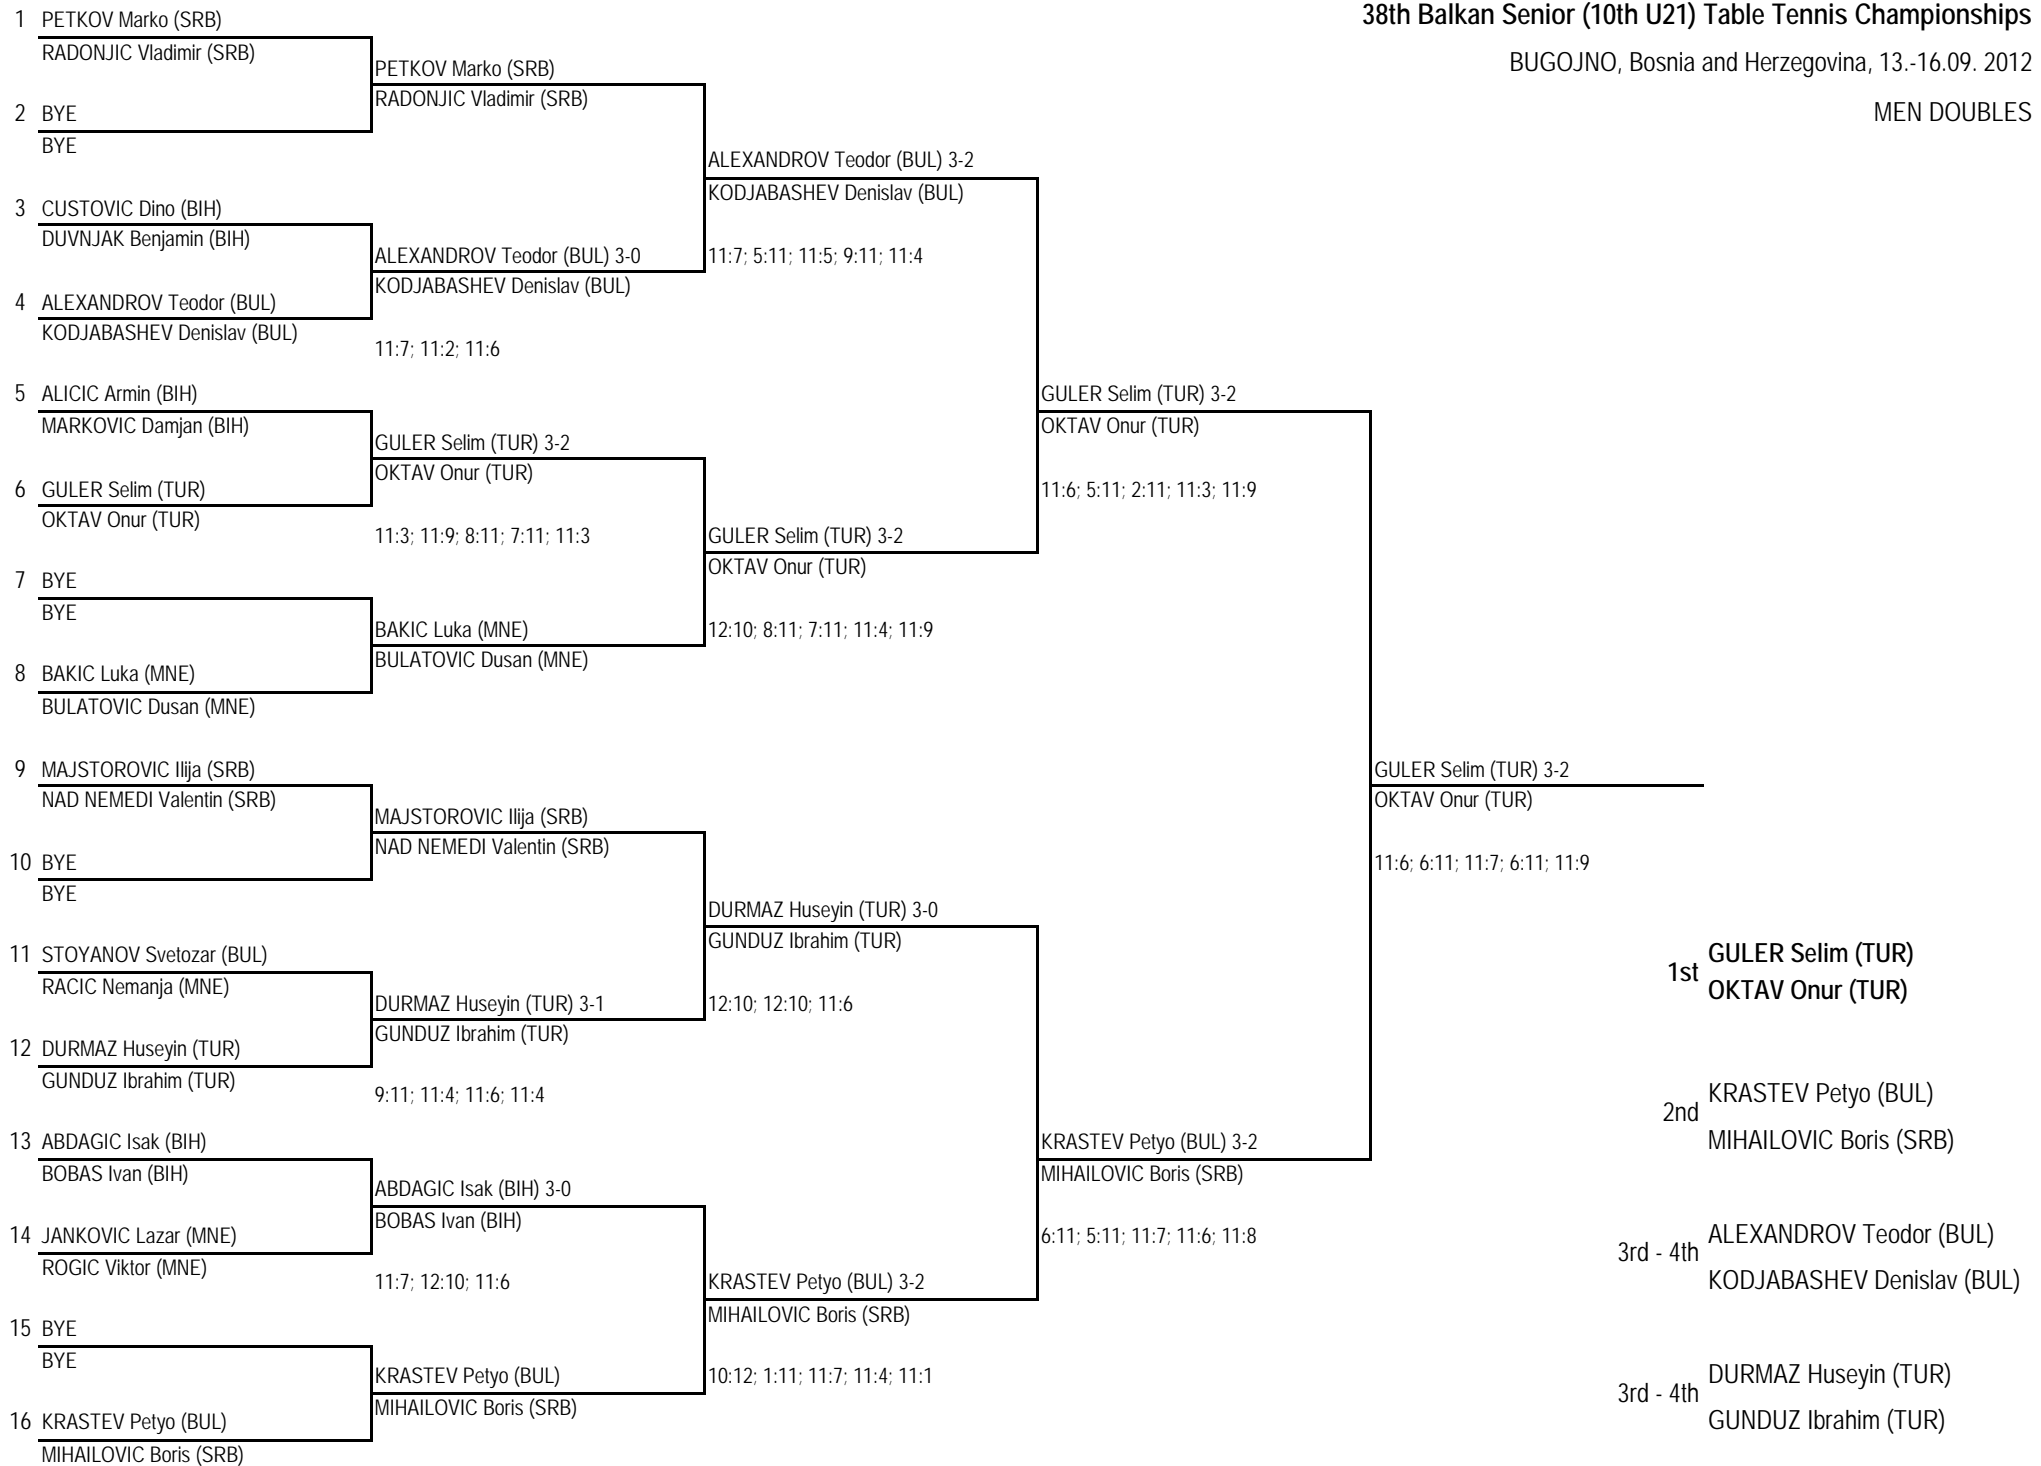 38th Balkan Senior (10th U21) Table Tennis Championships
BUGOJNO, Bosnia and Herzegovina, 13.-16.09. 2012
MEN DOUBLES
1 PETKOV Marko (SRB)
RADONJIC Vladimir (SRB)
2 BYE
BYE
3 CUSTOVIC Dino (BIH)
DUVNJAK Benjamin (BIH)
4 ALEXANDROV Teodor (BUL)
KODJABASHEV Denislav (BUL)
5 ALICIC Armin (BIH)
MARKOVIC Damjan (BIH)
6 GULER Selim (TUR)
OKTAV Onur (TUR)
7 BYE
BYE
8 BAKIC Luka (MNE)
BULATOVIC Dusan (MNE)
9 MAJSTOROVIC Ilija (SRB)
NAD NEMEDI Valentin (SRB)
10 BYE
BYE
11 STOYANOV Svetozar (BUL)
RACIC Nemanja (MNE)
12 DURMAZ Huseyin (TUR)
GUNDUZ Ibrahim (TUR)
13 ABDAGIC Isak (BIH)
BOBAS Ivan (BIH)
14 JANKOVIC Lazar (MNE)
ROGIC Viktor (MNE)
15 BYE
BYE
16 KRASTEV Petyo (BUL)
MIHAILOVIC Boris (SRB)
PETKOV Marko (SRB)
RADONJIC Vladimir (SRB)
ALEXANDROV Teodor (BUL) 3-0
KODJABASHEV Denislav (BUL)
11:7; 11:2; 11:6
GULER Selim (TUR) 3-2
OKTAV Onur (TUR)
11:3; 11:9; 8:11; 7:11; 11:3
BAKIC Luka (MNE)
BULATOVIC Dusan (MNE)
MAJSTOROVIC Ilija (SRB)
NAD NEMEDI Valentin (SRB)
DURMAZ Huseyin (TUR) 3-1
GUNDUZ Ibrahim (TUR)
9:11; 11:4; 11:6; 11:4
ABDAGIC Isak (BIH) 3-0
BOBAS Ivan (BIH)
11:7; 12:10; 11:6
KRASTEV Petyo (BUL)
MIHAILOVIC Boris (SRB)
ALEXANDROV Teodor (BUL) 3-2
KODJABASHEV Denislav (BUL)
11:7; 5:11; 11:5; 9:11; 11:4
GULER Selim (TUR) 3-2
OKTAV Onur (TUR)
12:10; 8:11; 7:11; 11:4; 11:9
DURMAZ Huseyin (TUR) 3-0
GUNDUZ Ibrahim (TUR)
12:10; 12:10; 11:6
KRASTEV Petyo (BUL) 3-2
MIHAILOVIC Boris (SRB)
10:12; 1:11; 11:7; 11:4; 11:1
GULER Selim (TUR) 3-2
OKTAV Onur (TUR)
11:6; 5:11; 2:11; 11:3; 11:9
KRASTEV Petyo (BUL) 3-2
MIHAILOVIC Boris (SRB)
6:11; 5:11; 11:7; 11:6; 11:8
GULER Selim (TUR) 3-2
OKTAV Onur (TUR)
11:6; 6:11; 11:7; 6:11; 11:9
1st
GULER Selim (TUR)
OKTAV Onur (TUR)
2nd
KRASTEV Petyo (BUL)
MIHAILOVIC Boris (SRB)
3rd - 4th
ALEXANDROV Teodor (BUL)
KODJABASHEV Denislav (BUL)
3rd - 4th
DURMAZ Huseyin (TUR)
GUNDUZ Ibrahim (TUR)